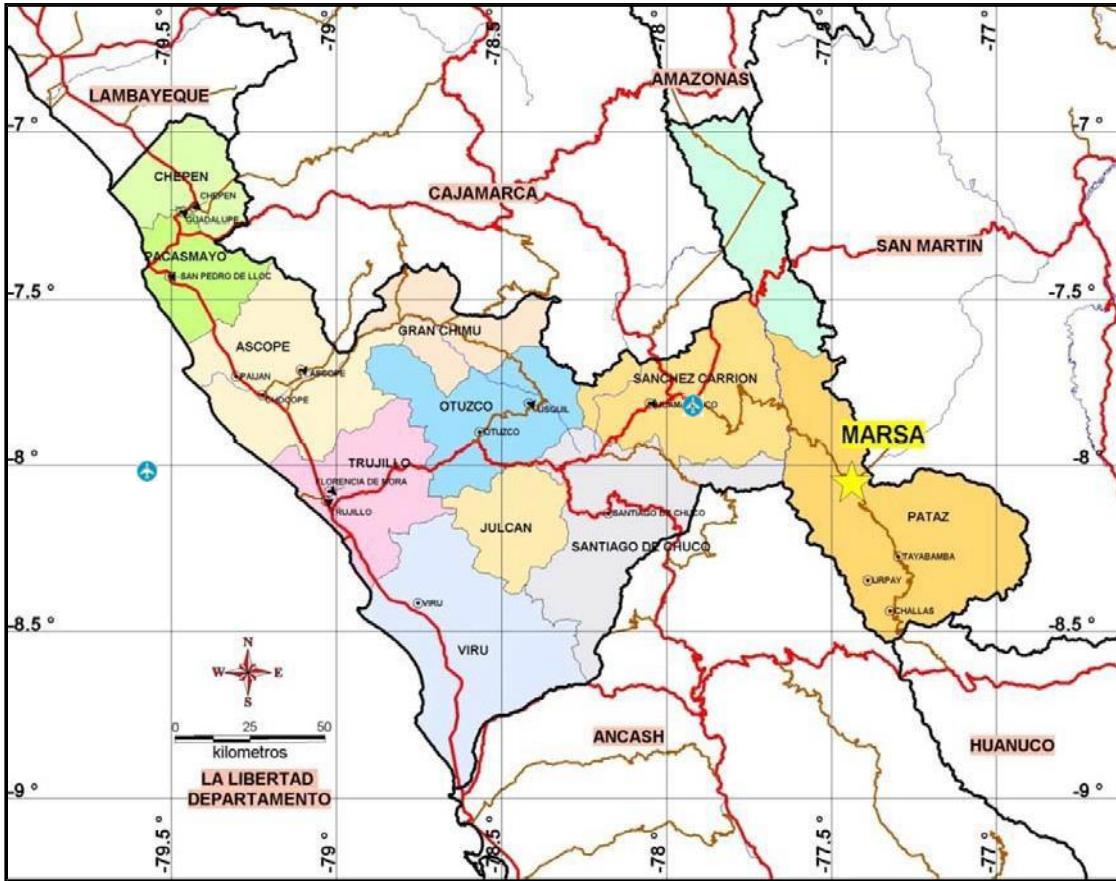 -79.5 °
-79 °
-78.5
-78 °
-77.5
-77 °
AMAZONAS
LAMBAYEQUE
-7 °
-7 °
CHEPEN
CHEPEN
CAJAMARCA
GUADALUPE
SAN MARTIN
PACASMAYO
SAN PEDRO DE LLOC
-7.5 °
-7.5 °
GRAN CHIMU
ASCOPE
ASCOPE
PAIJAN
CHOCOPE
SANCHEZ CARRION
OTUZCO
USQUIL
OTUZCO
MARSA
-8 °
-8 °
TRUJILLO
FLORENCIA DE MORA
RUJILLO
JULCAN
SANTIAGO DE CHUCO
SANTIAGO DE CHUCO
PATAZ
TAYABAMBA
URPAY
CHALLAS
VIRU
-8.5 °
-8.5 °
VIRU
N
W E
S
0 25 50
kilometros
ANCASH
HUANUCO
LA LIBERTAD
DEPARTAMENTO
-9 °
-9 °
-79.5 °
-79 °
-78.5 °
-78 °
-77.5 °
-77 °